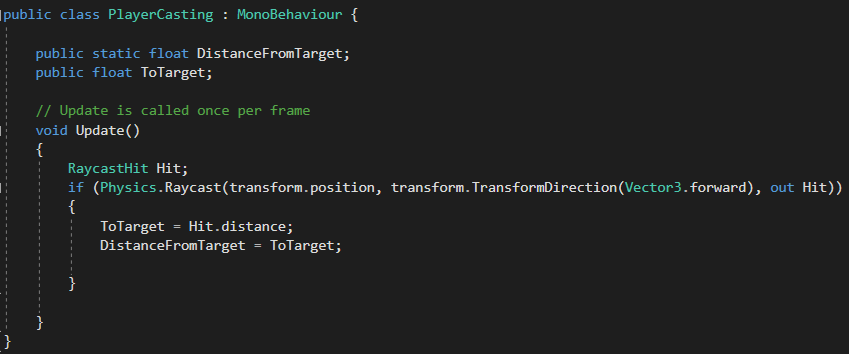 public class PlayerCasting : MonoBehaviour {
public static float DistanceFromTarget;
public float ToTarget;
// Update is called once per frame
void Update()
{
RaycastHit Hit;
if (Physics.Raycast(transform.position, transform.TransformDirection(Vector3.forward), out Hit))
{
ToTarget = Hit.distance;
DistanceFromTarget = ToTarget;
}
}
}